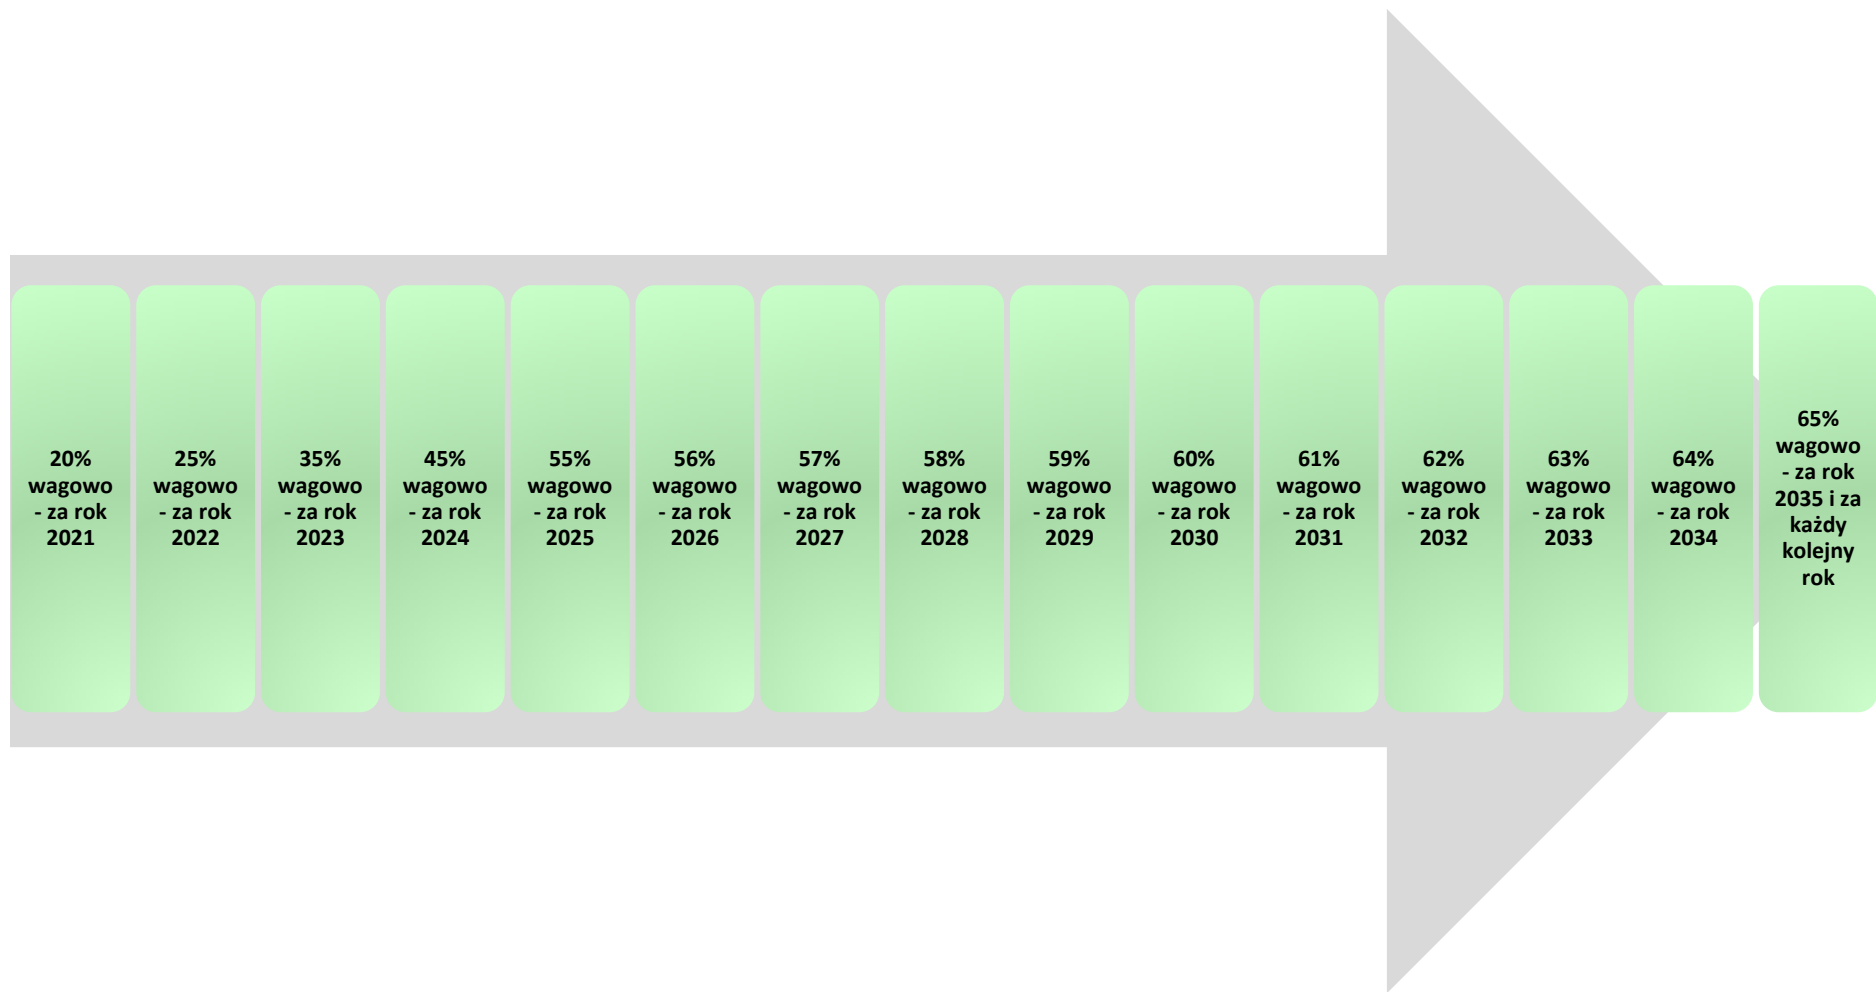 20%
wagowo
- za rok
2021
25%
wagowo
- za rok
2022
35%
wagowo
- za rok
2023
45%
wagowo
- za rok
2024
55%
wagowo
- za rok
2025
56%
wagowo
- za rok
2026
57%
wagowo
- za rok
2027
58%
wagowo
- za rok
2028
59%
wagowo
- za rok
2029
60%
wagowo
- za rok
2030
61%
wagowo
- za rok
2031
62%
wagowo
- za rok
2032
63%
wagowo
- za rok
2033
64%
wagowo
- za rok
2034
65%
wagowo
- za rok
2035 i za
każdy
kolejny
rok